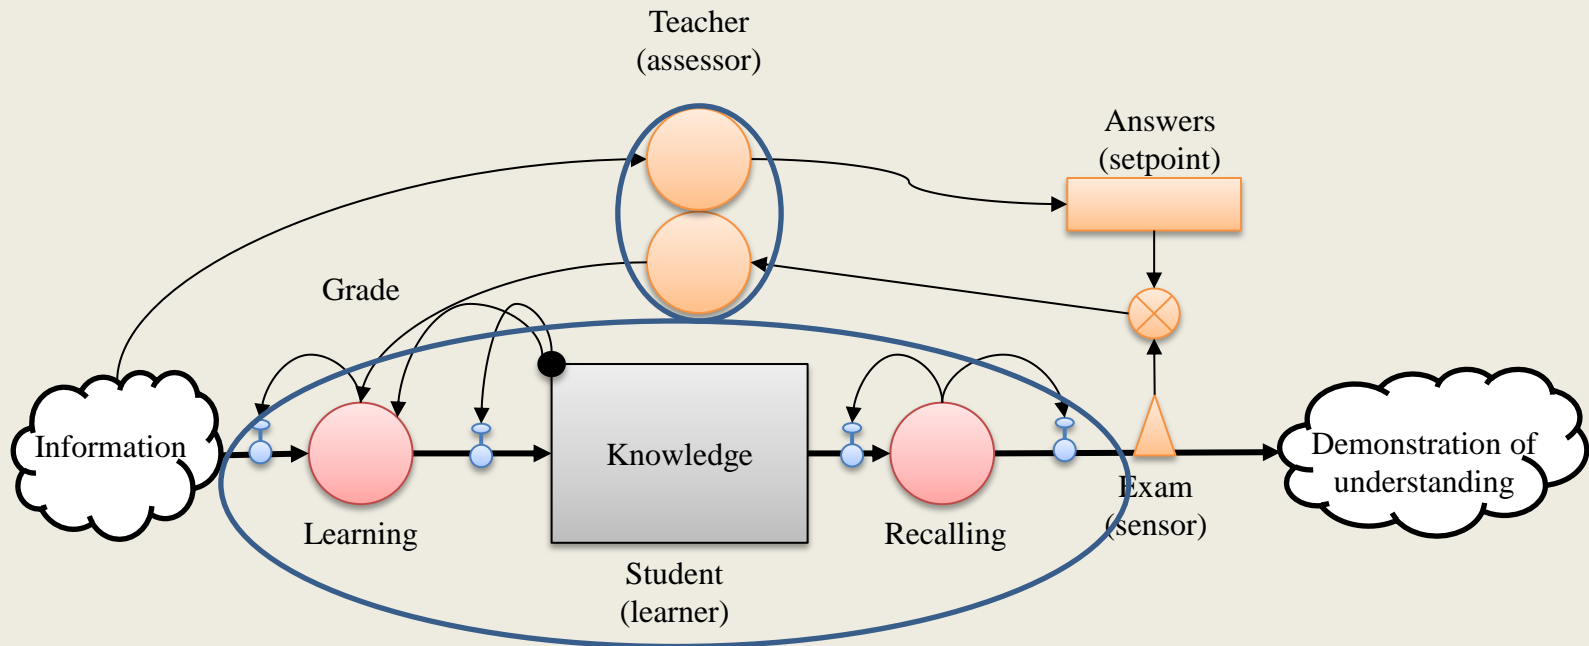 Teacher
(assessor)
Answers
(setpoint)
Grade
Information
Knowledge
Demonstration of
understanding
Learning
Recalling
Exam
(sensor)
Student
(learner)